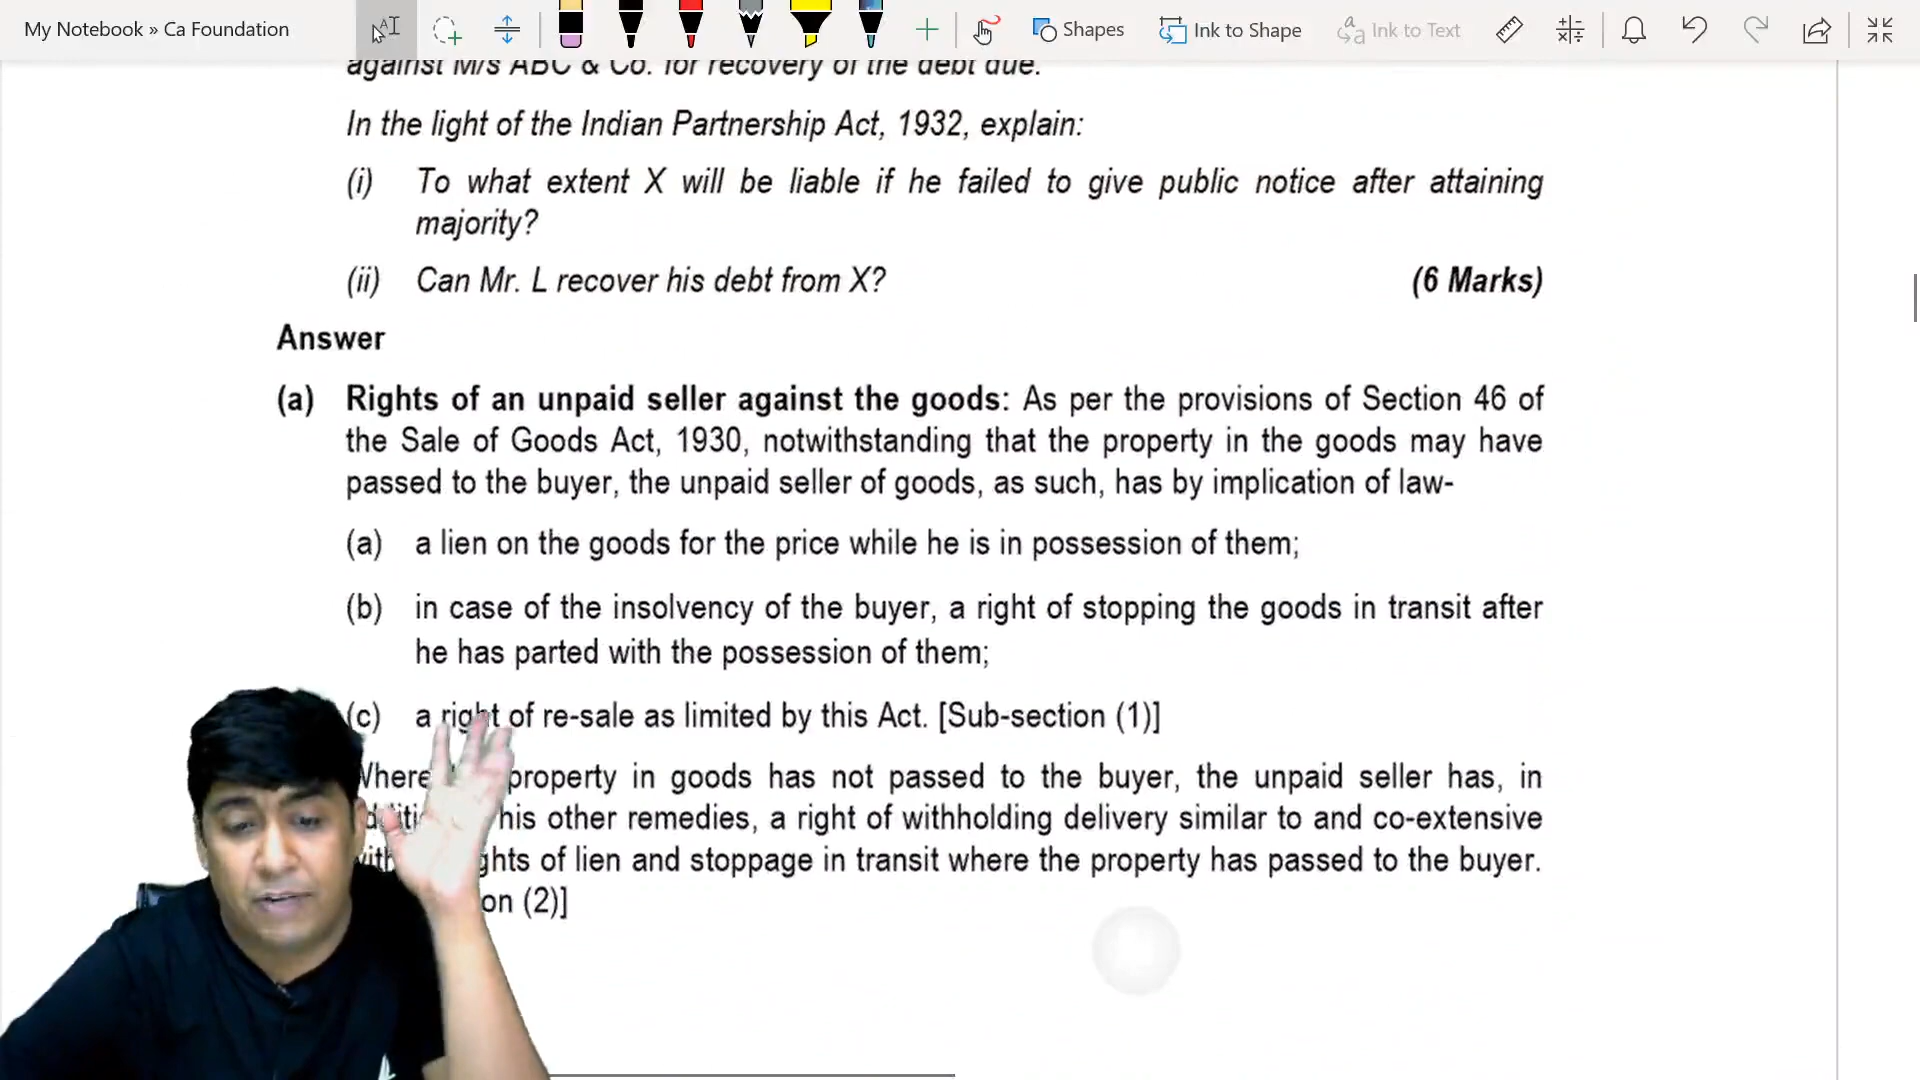 My Notebook » Ca Foundation
Shapes
Ink to Shape
Ink to Text
against M/s ABC & Co. for recovery of the debt due.
In the light of the Indian Partnership Act, 1932, explain:
(i) To what extent X will be liable if he failed to give public notice after attaining
majority?
(ii) Can Mr. L recover his debt from X? (6 Marks)
Answer
(a) Rights of an unpaid seller against the goods: As per the provisions of Section 46 of
the Sale of Goods Act, 1930, notwithstanding that the property in the goods may have
passed to the buyer, the unpaid seller of goods, as such, has by implication of law-
(a) a lien on the goods for the price while he is in possession of them;
(b) in case of the insolvency of the buyer, a right of stopping the goods in transit after
he has parted with the possession of them;
(c) a right of re-sale as limited by this Act. [Sub-section (1)]
Where property in goods has not passed to the buyer, the unpaid seller has, in
his other remedies, a right of withholding delivery similar to and co-extensive
of lien and stoppage in transit where the property has passed to the buyer.
(2)]